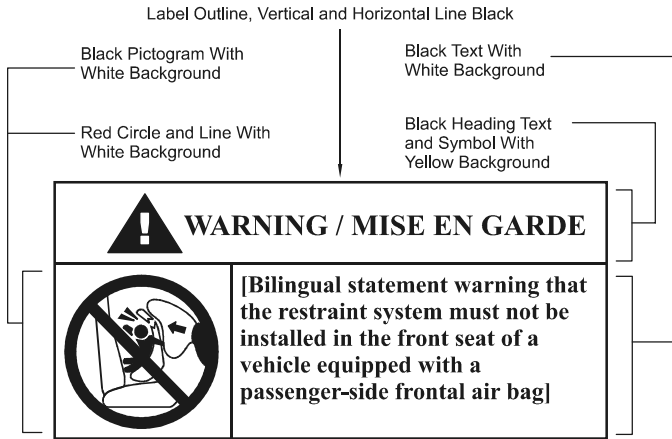 Label Outline, Vertical and Horizontal Line Black
Black Pictogram With
White Background
Black Text With
White Background
Red Circle and Line With
White Background
Black Heading Text
and Symbol With
Yellow Background
! WARNING / MISE EN GARDE
[Bilingual statement warning that
the restraint system must not be
installed in the front seat of a
vehicle equipped with a
passenger-side frontal air bag]